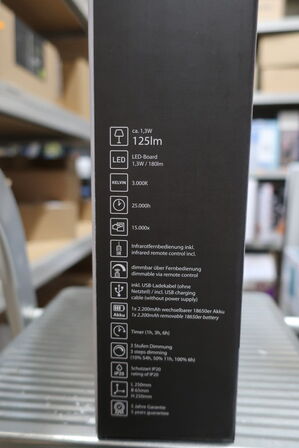 ca. 1,3W
125lm
LED
LED-Board
1,3W / 180lm
KELVIN
3.000K
25.000h
15.000x
Infrarotfernbedienung inkl.
infrared remote control incl.
dimmbar über Fernbedienung
dimmable via remote control
inkl. USB Ladekabel (ohne
Netzteil) / incl. USB charging
cable (without power supply)
Akku
1x 2.200mAh wechselbarer 18650er Akku
1x 2.200mAh removable 18650er battery
Timer (1h, 3h, 6h)
3 Stufen Dimmung
3 steps dimming
(10% 54h, 50% 11h, 100% 6h)
IP20
Schutzart IP20
rating of IP20
L 250mm
B 65mm
H 250mm
5 Jahre Garantie
5 years guarantee